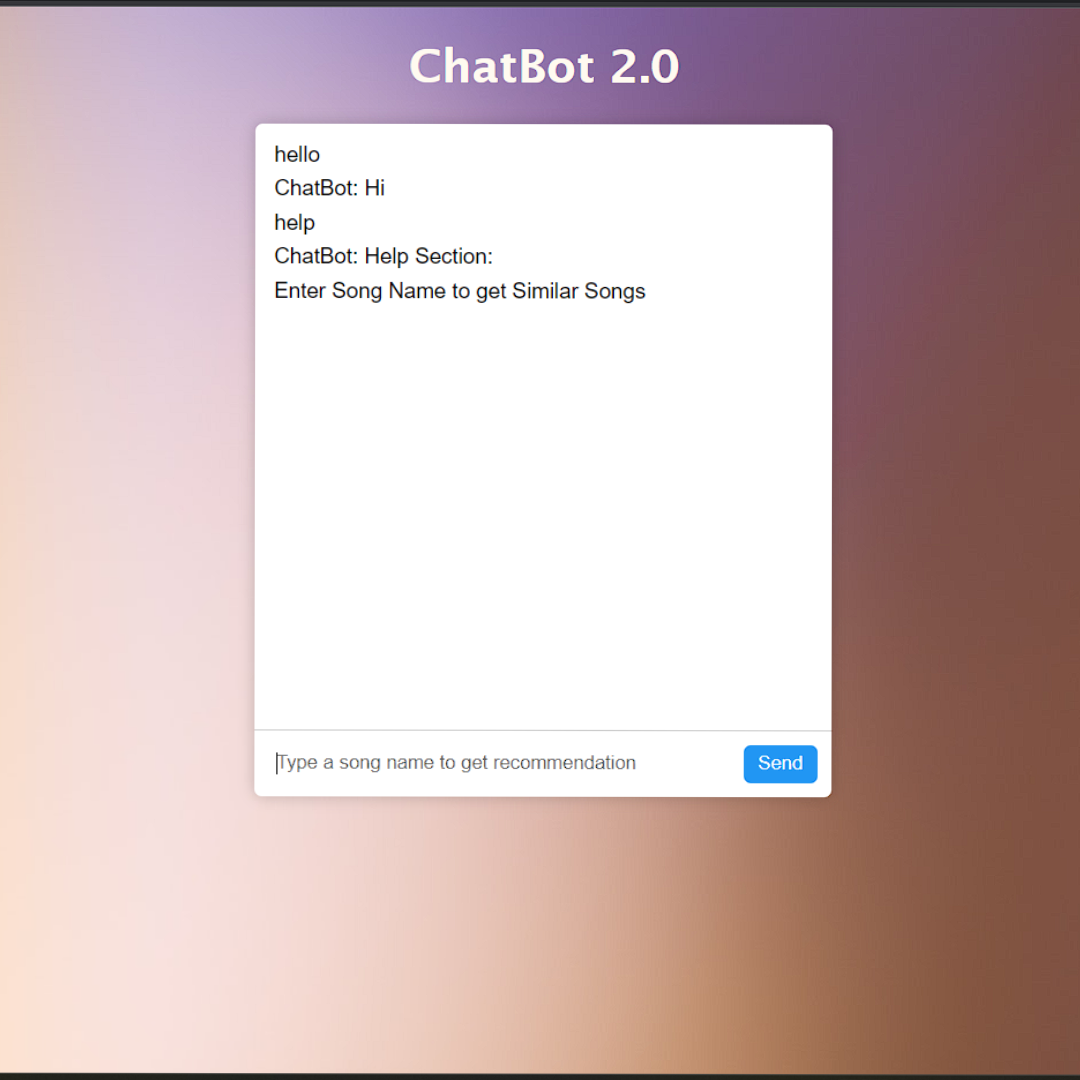 ChatBot 2.0
hello
ChatBot: Hi
help
ChatBot: Help Section:
Enter Song Name to get Similar Songs
Type a song name to get recommendation
Send